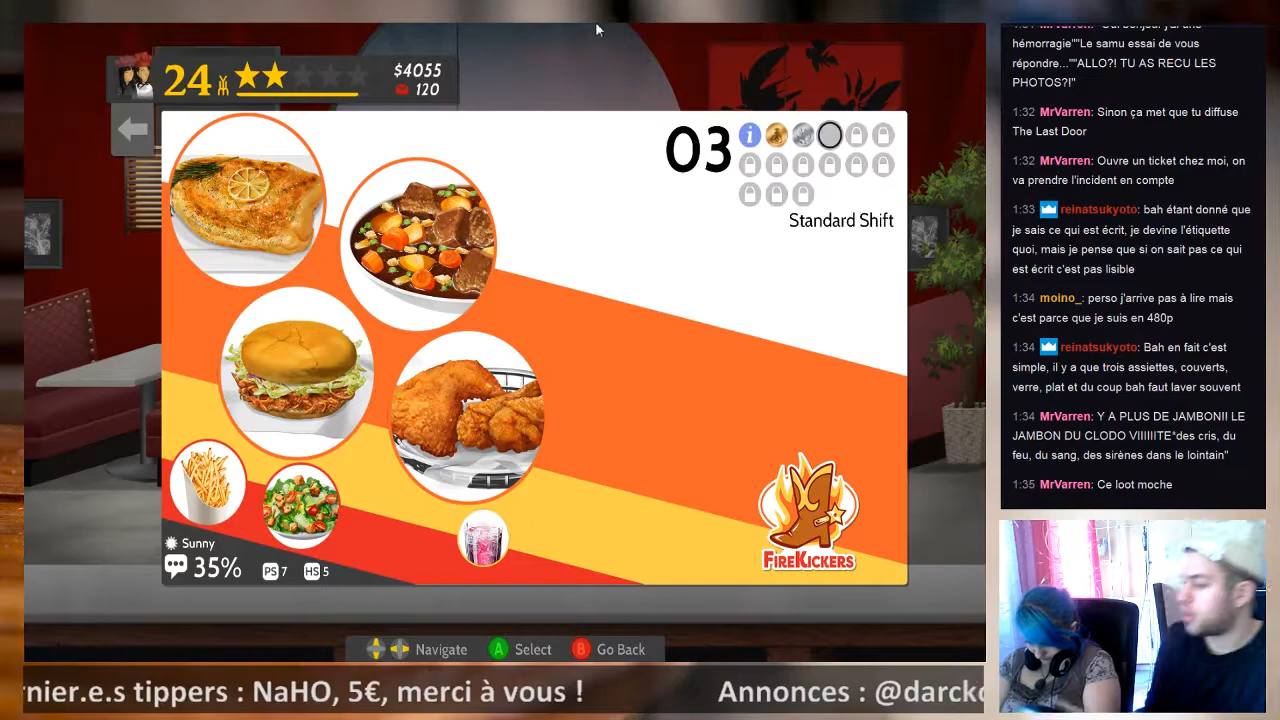 24
$4055
120
03
i
Standard Shift
FIREKICKERS
Sunny
35% PS 7 HS 5
Navigate A Select B Go Back
rnier.e.s tippers : NaHO, 5€, merci à vous ! Annonces : @darck
hémorragie""Le samu essai de vous
répondre...""ALLO?! TU AS RECU LES
PHOTOS?!"
1:32 MrVarren: Sinon ça met que tu diffuse
The Last Door
1:32 MrVarren: Ouvre un ticket chez moi, on
va prendre l'incident en compte
1:33 reinatsukyoto: bah étant donné que
je sais ce qui est écrit, je devine l'étiquette
quoi, mais je pense que si on sait pas ce qui
est écrit c'est pas lisible
1:34 moino_: perso j'arrive pas à lire mais
c'est parce que je suis en 480p
1:34 reinatsukyoto: Bah en fait c'est
simple, il y a que trois assiettes, couverts,
verre, plat et du coup bah faut laver souvent
1:34 MrVarren: Y A PLUS DE JAMBON!! LE
JAMBON DU CLODO VIIIIIITE*des cris, du
feu, du sang, des sirènes dans le lointain"
1:35 MrVarren: Ce loot moche